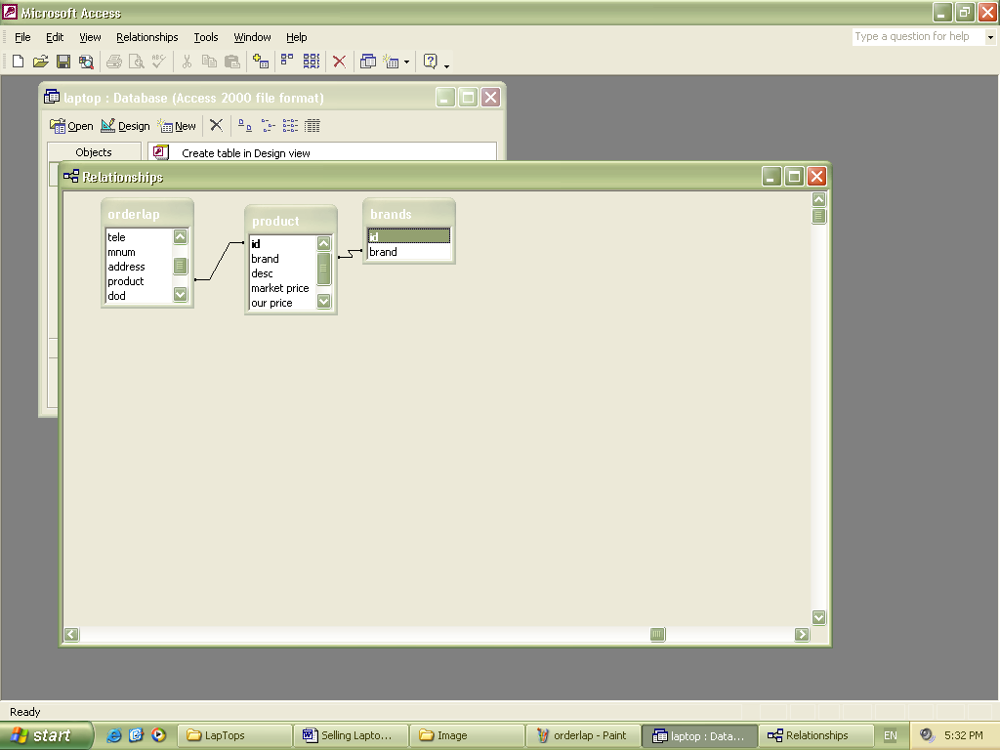 Microsoft Access
File Edit View Relationships Tools Window Help
Type a question for help
laptop : Database (Access 2000 file format)
Open Design New
Objects
Create table in Design view
Relationships
orderlap
tele
mnum
address
product
dod
product
id
brand
desc
market price
our price
brands
id
brand
Ready
start
LapTops
Selling Lapto...
Image
orderlap - Paint
laptop : Data...
Relationships
EN
5:32 PM